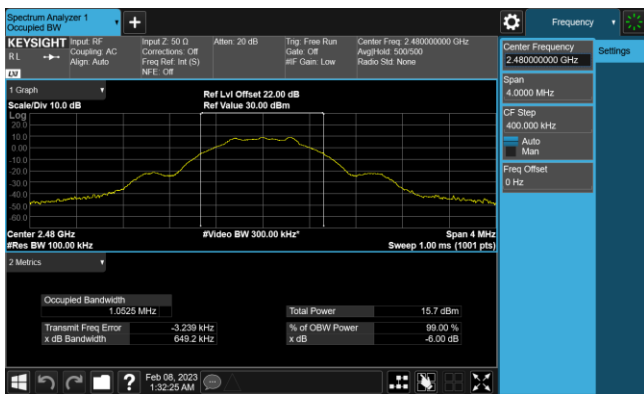 Spectrum Analyzer 1
Occupied BW
Frequency
KEYSIGHT
RL
Input: RF
Coupling: AC
Align: Auto
Input Z: 50 Ω
Corrections: Off
Freq Ref: Int (S)
NFE: Off
Atten: 20 dB
Trig: Free Run
Gate: Off
#IF Gain: Low
Center Freq: 2.480000000 GHz
Avg|Hold: 500/500
Radio Std: None
LVI
1 Graph
Scale/Div 10.0 dB
Ref Lvl Offset 22.00 dB
Ref Value 30.00 dBm
Log
20.0
10.0
0.00
-10.0
-20.0
-30.0
-40.0
-50.0
-60.0
Center 2.48 GHz
#Res BW 100.00 kHz
#Video BW 300.00 kHz*
Span 4 MHz
Sweep 1.00 ms (1001 pts)
2 Metrics
Occupied Bandwidth
1.0525 MHz
Transmit Freq Error -3.239 kHz
x dB Bandwidth 649.2 kHz
Total Power 15.7 dBm
% of OBW Power 99.00 %
x dB -6.00 dB
Feb 08, 2023
1:32:25 AM
Center Frequency
2.480000000 GHz
Span
4.0000 MHz
CF Step
400.000 kHz
Auto
Man
Freq Offset
0 Hz
Settings